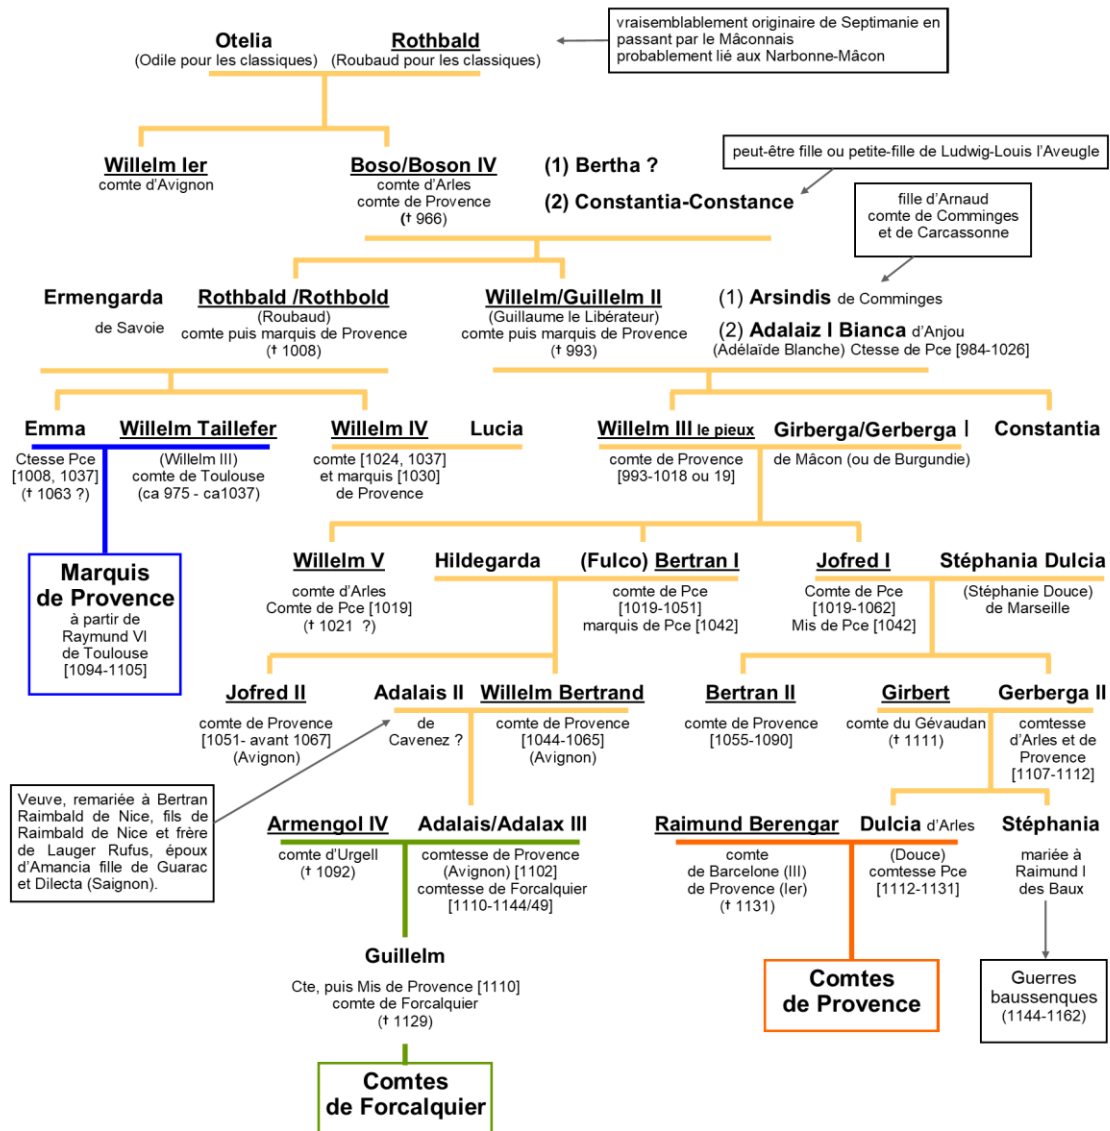 Otelia
(Odile pour les classiques)
Rothbald
(Roubaud pour les classiques)
vraisemblablement originaire de Septimanie en
passant par le Mâconnais
probablement lié aux Narbonne-Mâcon
Willelm Ier
comte d'Avignon
Boso/Boson IV
comte d'Arles
comte de Provence
(† 966)
(1) Bertha ?
(2) Constantia-Constance
peut-être fille ou petite-fille de Ludwig-Louis l'Aveugle
fille d'Arnaud
comte de Comminges
et de Carcassonne
Ermengarda
de Savoie
Rothbald /Rothbold
(Roubaud)
comte puis marquis de Provence
(† 1008)
Willelm/Guillelm II
(Guillaume le Libérateur)
comte puis marquis de Provence
(† 993)
(1) Arsindis de Comminges
(2) Adalaiz I Bianca d'Anjou
(Adélaïde Blanche) Ctesse de Pce [984-1026]
Emma
Ctesse Pce
[1008, 1037]
(† 1063 ?)
Willelm Taillefer
(Willelm III)
comte de Toulouse
(ca 975 - ca1037)
Willelm IV
comte [1024, 1037]
et marquis [1030]
de Provence
Lucia
Willelm III le pieux
comte de Provence
[993-1018 ou 19]
Girberga/Gerberga I
de Mâcon (ou de Burgundie)
Constantia
Marquis
de Provence
à partir de
Raymund VI
de Toulouse
[1094-1105]
Willelm V
comte d'Arles
Comte de Pce [1019]
(† 1021 ?)
Hildegarda
(Fulco) Bertran I
comte de Pce
[1019-1051]
marquis de Pce [1042]
Jofred I
Comte de Pce
[1019-1062]
Mis de Pce [1042]
Stéphania Dulcia
(Stéphanie Douce)
de Marseille
Jofred II
comte de Provence
[1051- avant 1067]
(Avignon)
Adalais II
de
Cavenez ?
Willelm Bertrand
comte de Provence
[1044-1065]
(Avignon)
Bertran II
comte de Provence
[1055-1090]
Girbert
comte du Gévaudan
(† 1111)
Gerberga II
comtesse
d'Arles et de
Provence
[1107-1112]
Veuve, remariée à Bertran
Raimbald de Nice, fils de
Raimbald de Nice et frère
de Lauger Rufus, époux
d'Amancia fille de Guarac
et Dilecta (Saignon).
Armengol IV
comte d'Urgell
(† 1092)
Adalais/Adalax III
comtesse de Provence
(Avignon) [1102]
comtesse de Forcalquier
[1110-1144/49]
Raimund Berengar
comte
de Barcelone (III)
de Provence (Ier)
(† 1131)
Dulcia d'Arles
(Douce)
comtesse Pce
[1112-1131]
Stéphania
mariée à
Raimund I
des Baux
Guillelm
Cte, puis Mis de Provence [1110]
comte de Forcalquier
(† 1129)
Comtes
de Provence
Guerres
baussenques
(1144-1162)
Comtes
de Forcalquier